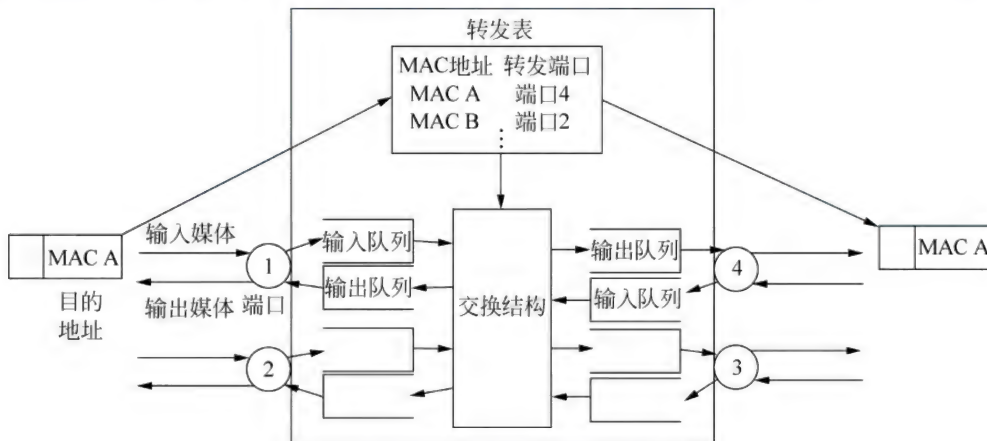 转发表
MAC地址 转发端口
MAC A 端口4
MAC B 端口2
⋮
MAC A
目的
地址
输入媒体
输出媒体
端口
1
输入队列
输出队列
2
交换结构
输出队列
输入队列
4
3
MAC A